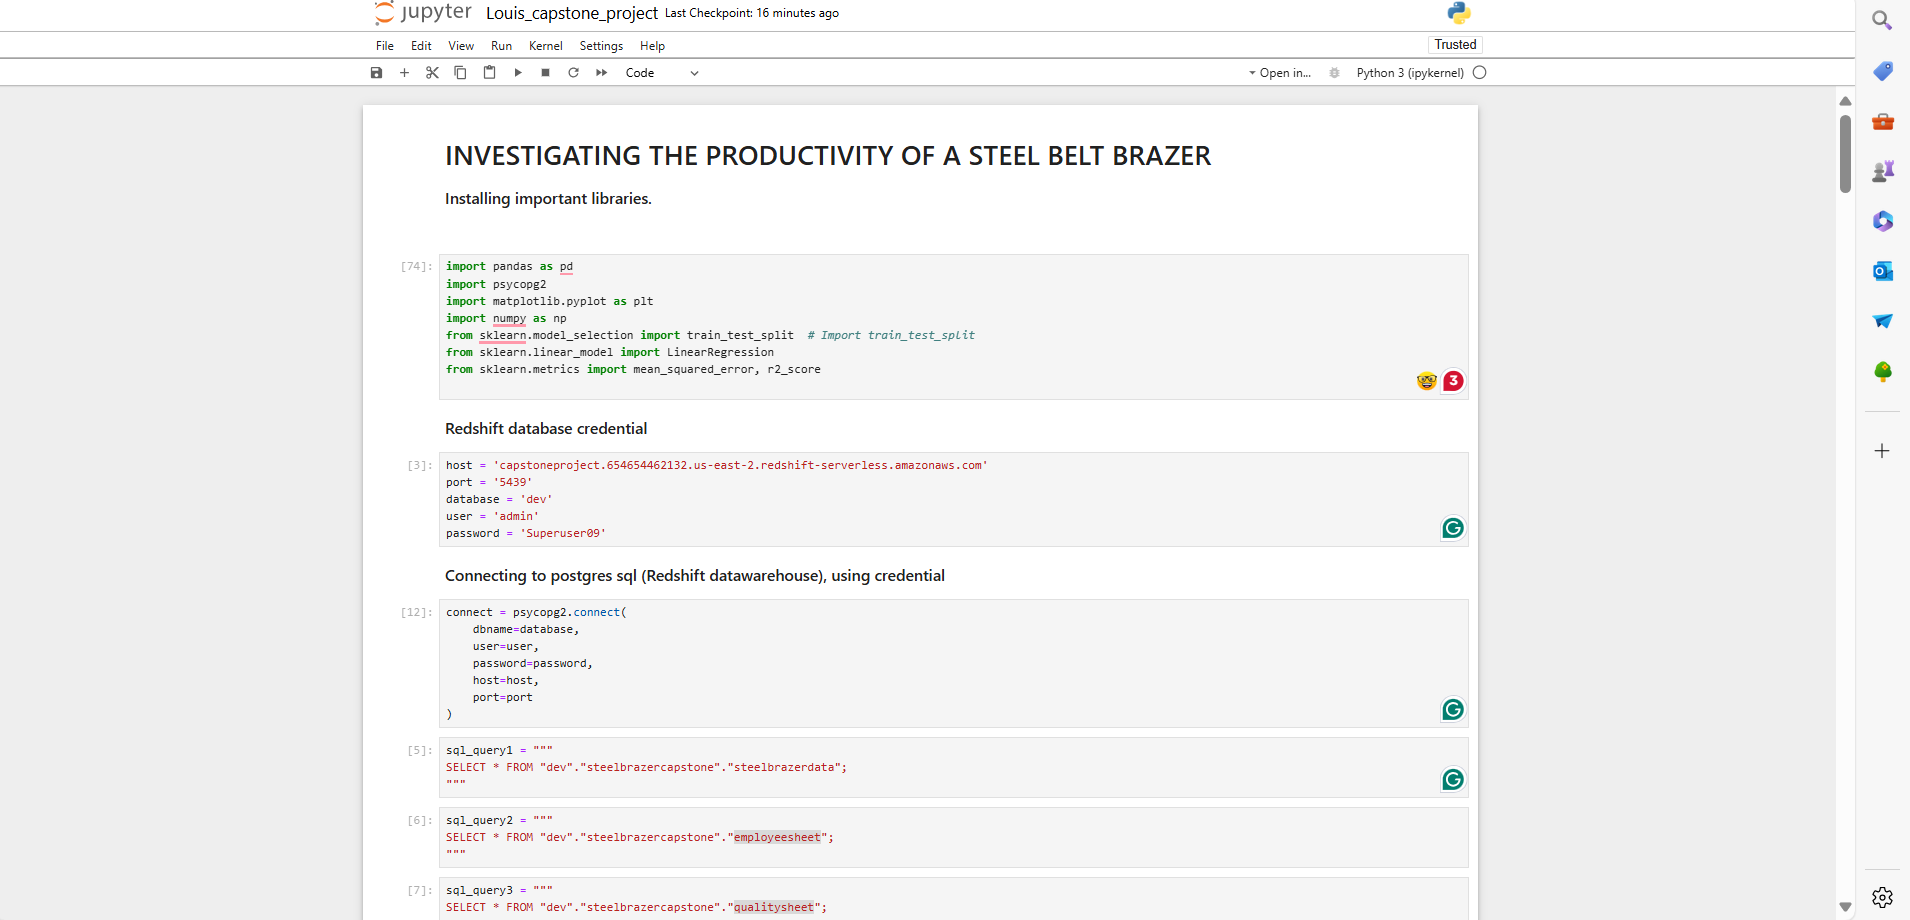 jupyter Louis_capstone_project Last Checkpoint: 16 minutes ago
File Edit View Run Kernel Settings Help Trusted
Code Open in... Python 3 (ipykernel)
INVESTIGATING THE PRODUCTIVITY OF A STEEL BELT BRAZER
Installing important libraries.
[74]: import pandas as pd
import psycopg2
import matplotlib.pyplot as plt
import numpy as np
from sklearn.model_selection import train_test_split # Import train_test_split
from sklearn.linear_model import LinearRegression
from sklearn.metrics import mean_squared_error, r2_score
3
Redshift database credential
[3]: host = 'capstoneproject.654654462132.us-east-2.redshift-serverless.amazonaws.com'
port = '5439'
database = 'dev'
user = 'admin'
password = 'Superuser09'
Connecting to postgres sql (Redshift datawarehouse), using credential
[12]: connect = psycopg2.connect(
dbname=database,
user=user,
password=password,
host=host,
port=port
)
[5]: sql_query1 = """
SELECT * FROM "dev"."steelbrazercapstone"."steelbrazerdata";
"""
[6]: sql_query2 = """
SELECT * FROM "dev"."steelbrazercapstone"."employeesheet";
"""
[7]: sql_query3 = """
SELECT * FROM "dev"."steelbrazercapstone"."qualitysheet";